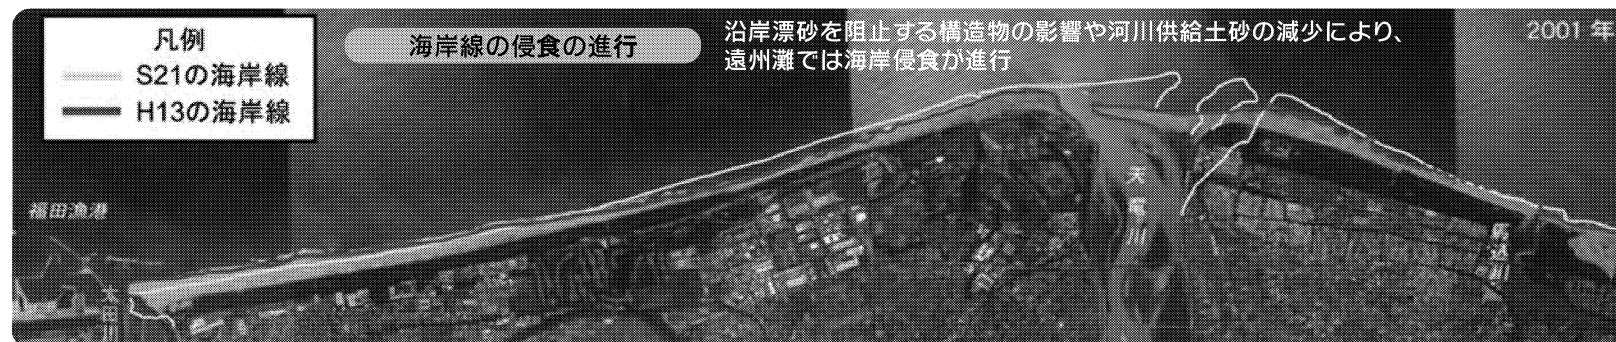 凡例
S21の海岸線
H13の海岸線
海岸線の侵食の進行
沿岸漂砂を阻止する構造物の影響や河川供給土砂の減少により、
遠州灘では海岸侵食が進行
2001 年
福田漁港
太田
天竜川
馬込川